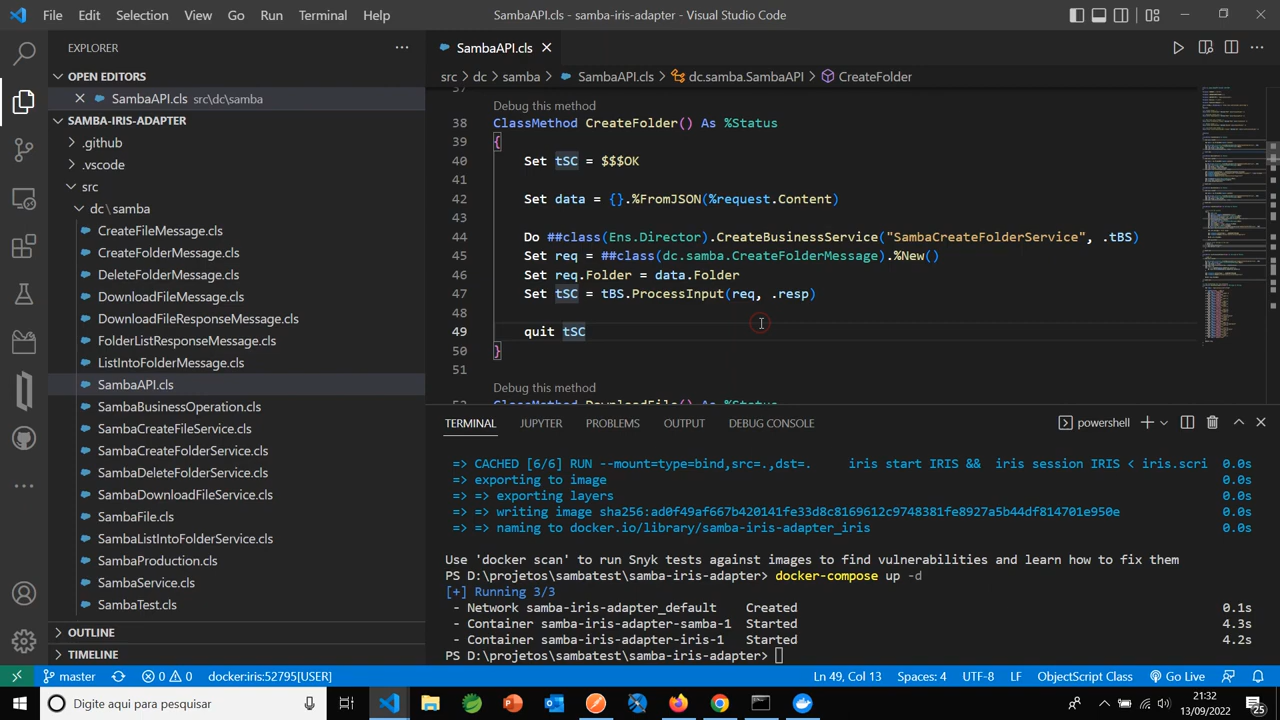 File Edit Selection View Go Run Terminal Help
SambaAPI.cls - samba-iris-adapter - Visual Studio Code
EXPLORER
OPEN EDITORS
SambaAPI.cls src\dc\samba
SAMBA-IRIS-ADAPTER
.github
.vscode
src
dc\samba
CreateFileMessage.cls
CreateFolderMessage.cls
DeleteFolderMessage.cls
DownloadFileMessage.cls
DownloadFileResponseMessage.cls
FolderListResponseMessage.cls
ListIntoFolderMessage.cls
SambaAPI.cls
SambaBusinessOperation.cls
SambaCreateFileService.cls
SambaCreateFolderService.cls
SambaDeleteFolderService.cls
SambaDownloadFileService.cls
SambaFile.cls
SambaListIntoFolderService.cls
SambaProduction.cls
SambaService.cls
SambaTest.cls
OUTLINE
TIMELINE
SambaAPI.cls
src > dc > samba > SambaAPI.cls > dc.samba.SambaAPI > CreateFolder
37
Debug this method
38 ClassMethod CreateFolder() As %Status
39 {
40 Set tSC = $$$OK
41
42 Set data = {}.%FromJSON(%request.Content)
43
44 Do ##class(Ens.Director).CreateBusinessService("SambaCreateFolderService", .tBS)
45 Set req = ##class(dc.samba.CreateFolderMessage).%New()
46 Set req.Folder = data.Folder
47 Set tSC = tBS.ProcessInput(req, .resp)
48
49 quit tSC
50 }
51
Debug this method
52 ClassMethod DownloadFile() As %Status
TERMINAL JUPYTER PROBLEMS OUTPUT DEBUG CONSOLE
powershell
=> CACHED [6/6] RUN --mount=type=bind,src=.,dst=. iris start IRIS && iris session IRIS < iris.scri 0.0s
=> exporting to image 0.0s
=> => exporting layers 0.0s
=> => writing image sha256:ad0f49af667b420141fe33d8c8169612c9748381fe8927a5b44df814701e950e 0.0s
=> => naming to docker.io/library/samba-iris-adapter_iris 0.0s
Use 'docker scan' to run Snyk tests against images to find vulnerabilities and learn how to fix them
PS D:\projetos\sambatest\samba-iris-adapter> docker-compose up -d
[+] Running 3/3
- Network samba-iris-adapter_default Created 0.1s
- Container samba-iris-adapter-samba-1 Started 4.3s
- Container samba-iris-adapter-iris-1 Started 4.2s
PS D:\projetos\sambatest\samba-iris-adapter>
master 0 0 docker:iris:52795[USER] Ln 49, Col 13 Spaces: 4 UTF-8 LF ObjectScript Class Go Live
Digite aqui para pesquisar
21:32
13/09/2022
25